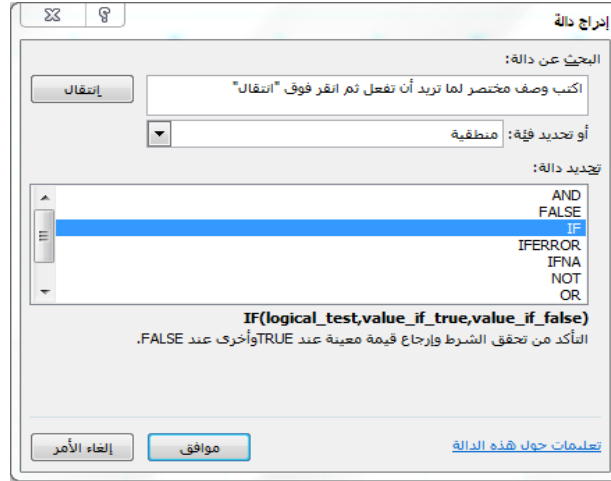 إدراج دالة
البحث عن دالة:
اكتب وصف مختصر لما تريد أن تفعل ثم انقر فوق "انتقال"
إنتقال
أو تحديد فئة: منطقية
تحديد دالة:
AND
FALSE
IF
IFERROR
IFNA
NOT
OR
IF(logical_test,value_if_true,value_if_false)
التأكد من تحقق الشرط وإرجاع قيمة معينة عند TRUEوأخرى عند FALSE.
تعليمات حول هذه الدالة
موافق
إلغاء الأمر